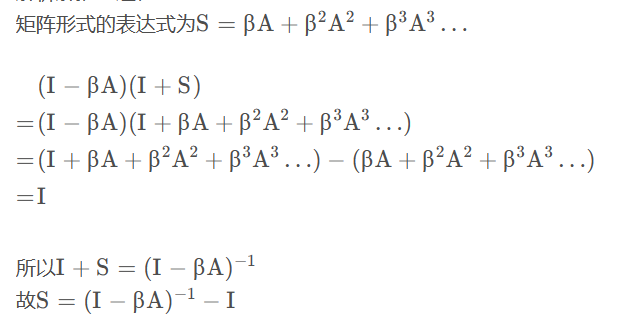 矩阵形式的表达式为S = βA + β²A² + β³A³ …
(I − βA)(I + S)
=(I − βA)(I + βA + β²A² + β³A³ …)
=(I + βA + β²A² + β³A³ …) − (βA + β²A² + β³A³ …)
=I
所以I + S = (I − βA)⁻¹
故S = (I − βA)⁻¹ − I